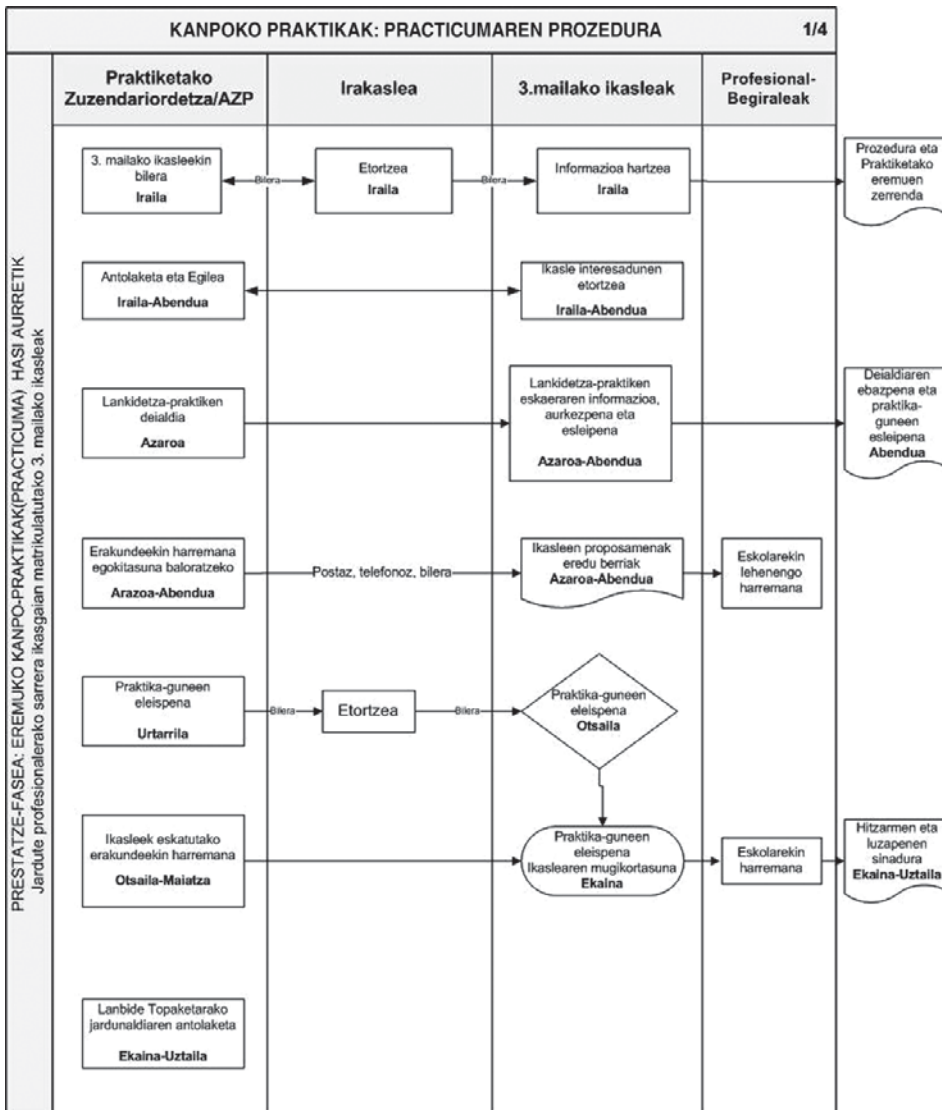 KANPOKO PRAKTIKAK: PRACTICUMAREN PROZEDURA 1/4
PRESTATZE-FASEA: EREMUKO KANPO-PRAKTIKAK(PRACTICUMA) HASI AURRETIK
Jardute profesionalerako sarrera ikasgaian matrikulatutako 3. mailako ikasleak
Praktiketako
Zuzendariordetza/AZP
Irakaslea
3.mailako ikasleak
Profesional-
Begiraleak
3. mailako ikasleekin
bilera
Iraila
Bilera
Etortzea
Iraila
Bilera
Informazioa hartzea
Iraila
Prozedura eta
Praktiketako
eremuen
zerrenda
Antolaketa eta Egilea
Iraila-Abendua
Ikasle interesadunen
etortzea
Iraila-Abendua
Lankidetza-praktiken
deialdia
Azaroa
Lankidetza-praktiken
eskaeraren informazioa,
aurkezpena eta
esleipena
Azaroa-Abendua
Deialdiaren
ebazpena eta
praktika-
guneen
esleipena
Abendua
Erakundeekin harremana
egokitasuna baloratzeko
Arazoa-Abendua
Postaz, telefonoz, bilera
Ikasleen proposamenak
eredu berriak
Azaroa-Abendua
Eskolarekin
lehenengo
harremana
Praktika-guneen
eleispena
Urtarrila
Bilera
Etortzea
Bilera
Praktika-guneen
eleispena
Otsaila
Ikasleek eskatutako
erakundeekin harremana
Otsaila-Maiatza
Praktika-guneen
eleispena
Ikaslearen mugikortasuna
Ekaina
Eskolarekin
harremana
Hitzarmen eta
luzapenen
sinadura
Ekaina-Uztaila
Lanbide Topaketarako
jardunaldiaren antolaketa
Ekaina-Uztaila